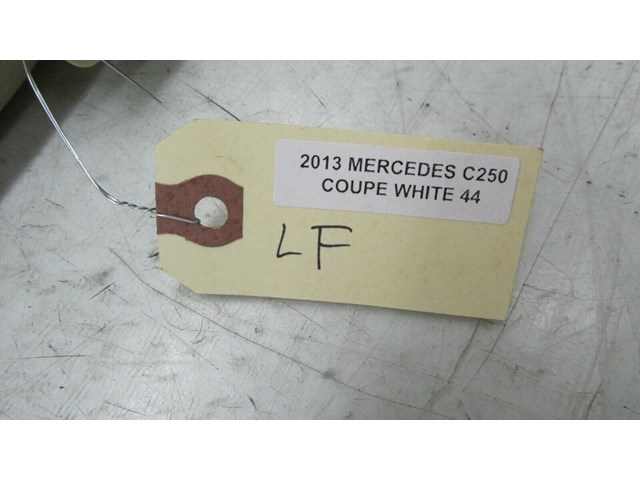 2013 MERCEDES C250
COUPE WHITE 44
LF